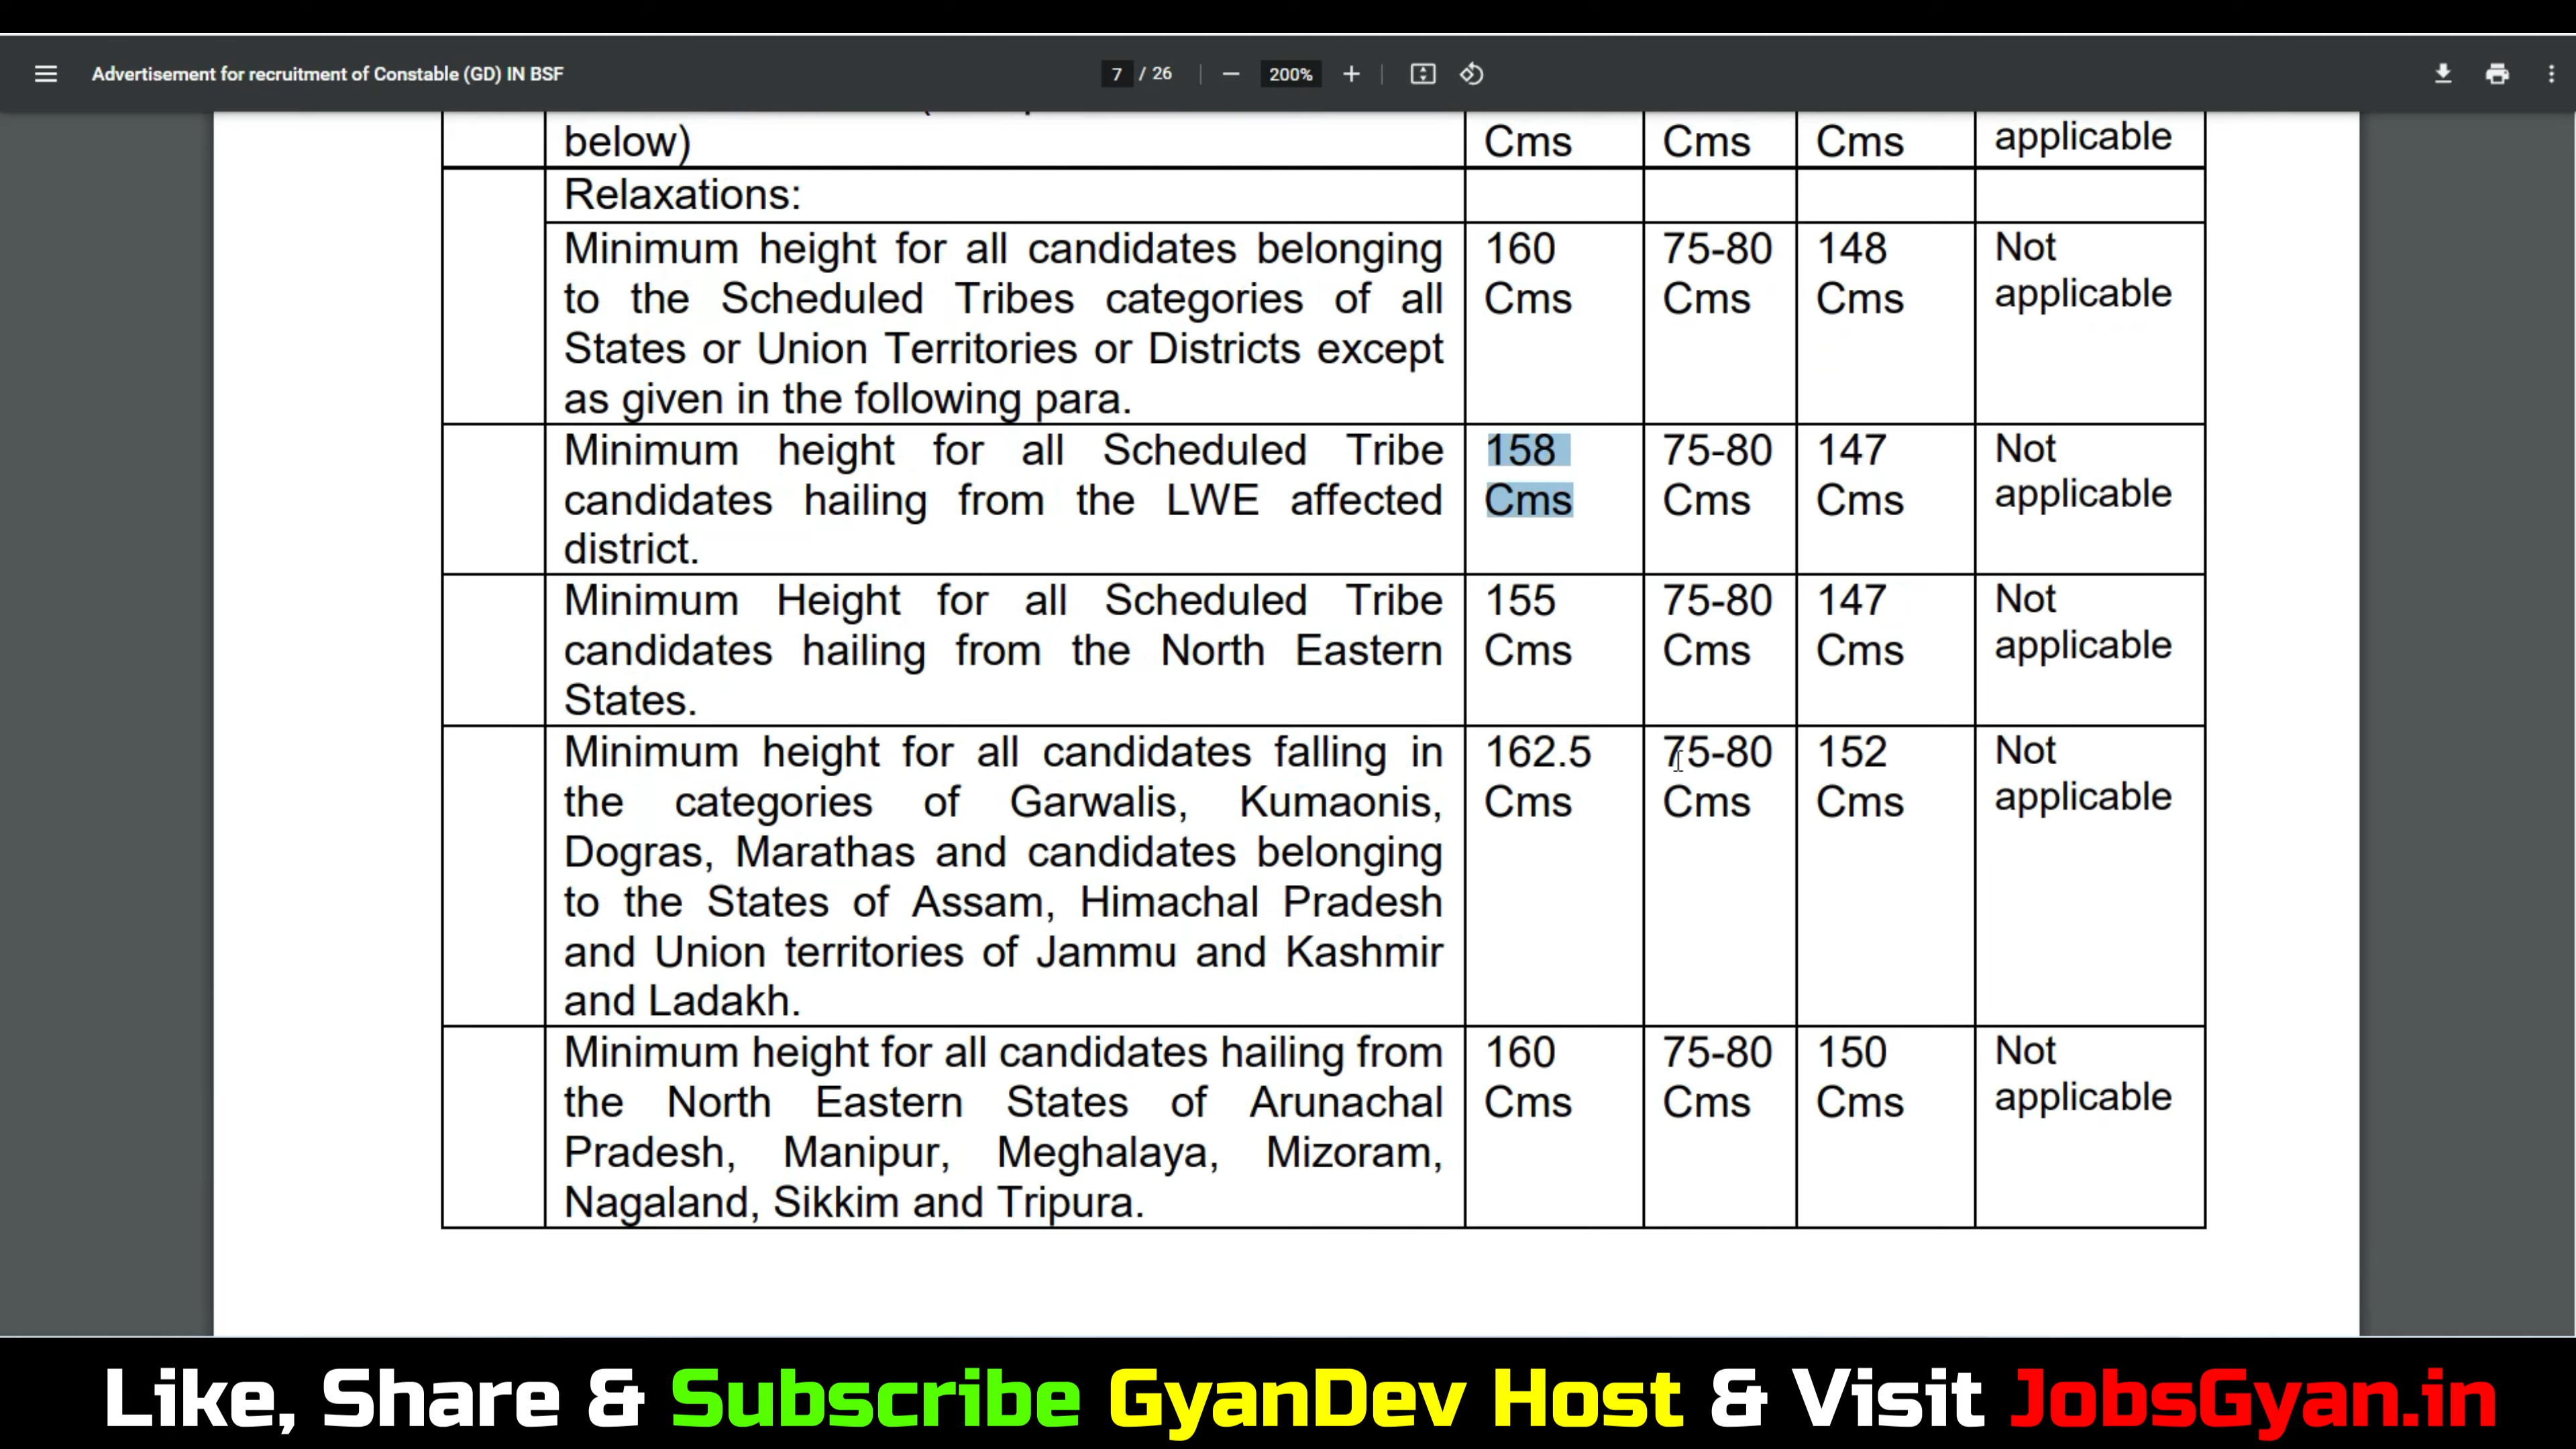 Advertisement for recruitment of Constable (GD) IN BSF
7 / 26
200%
below)
Cms
Cms
Cms
applicable
Relaxations:
Minimum height for all candidates belonging
to the Scheduled Tribes categories of all
States or Union Territories or Districts except
as given in the following para.
160
Cms
75-80
Cms
148
Cms
Not
applicable
Minimum height for all Scheduled Tribe
candidates hailing from the LWE affected
district.
158
Cms
75-80
Cms
147
Cms
Not
applicable
Minimum Height for all Scheduled Tribe
candidates hailing from the North Eastern
States.
155
Cms
75-80
Cms
147
Cms
Not
applicable
Minimum height for all candidates falling in
the categories of Garwalis, Kumaonis,
Dogras, Marathas and candidates belonging
to the States of Assam, Himachal Pradesh
and Union territories of Jammu and Kashmir
and Ladakh.
162.5
Cms
75-80
Cms
152
Cms
Not
applicable
Minimum height for all candidates hailing from
the North Eastern States of Arunachal
Pradesh, Manipur, Meghalaya, Mizoram,
Nagaland, Sikkim and Tripura.
160
Cms
75-80
Cms
150
Cms
Not
applicable
Like, Share & Subscribe GyanDev Host & Visit JobsGyan.in